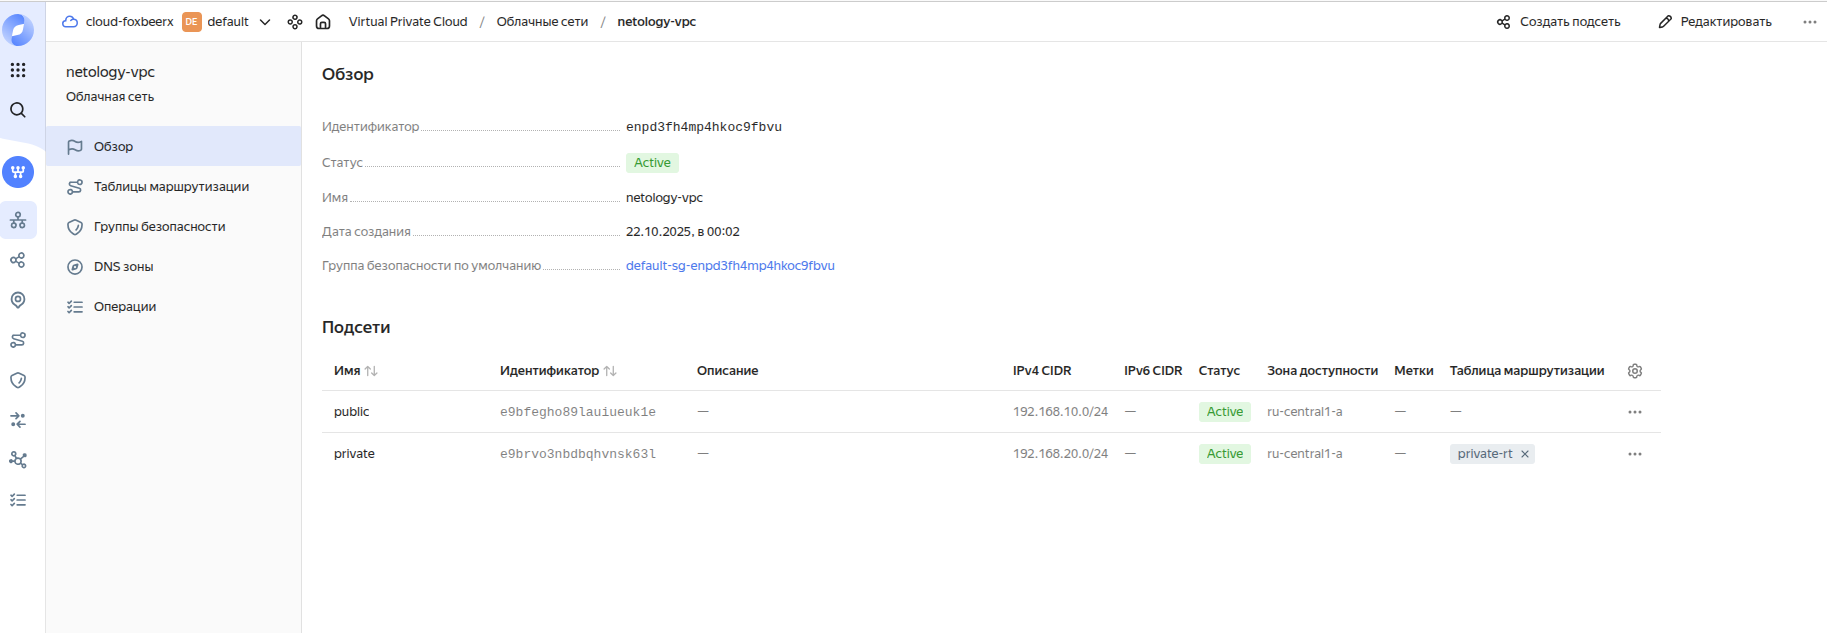 cloud-foxbeerx DE default Virtual Private Cloud / Облачные сети / netology-vpc Создать подсеть Редактировать
netology-vpc
Облачная сеть
Обзор
Таблицы маршрутизации
Группы безопасности
DNS зоны
Операции
Обзор
Идентификатор enpd3fh4mp4hkoc9fbvu
Статус Active
Имя netology-vpc
Дата создания 22.10.2025, в 00:02
Группа безопасности по умолчанию default-sg-enpd3fh4mp4hkoc9fbvu
Подсети
Имя Идентификатор Описание IPv4 CIDR IPv6 CIDR Статус Зона доступности Метки Таблица маршрутизации
public e9bfegho89lauiueuk1e — 192.168.10.0/24 — Active ru-central1-a — —
private e9brvo3nbdbqhvnsk63l — 192.168.20.0/24 — Active ru-central1-a — private-rt ×